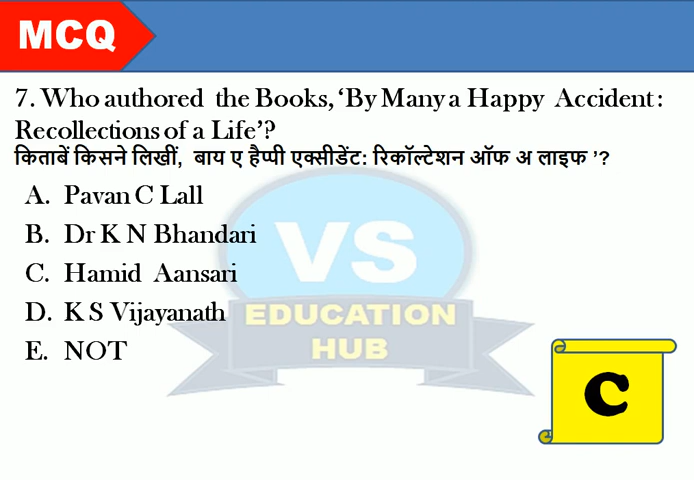 MCQ
7. Who authored the Books, ‘By Many a Happy Accident:
Recollections of a Life’?
किताबें किसने लिखीं, बाय ए हैप्पी एक्सीडेंट: रिकॉल्टेशन ऑफ अ लाइफ ’?
A. Pavan C Lall
B. Dr K N Bhandari
C. Hamid Aansari
D. K S Vijayanath
E. NOT
VS
EDUCATION
HUB
C